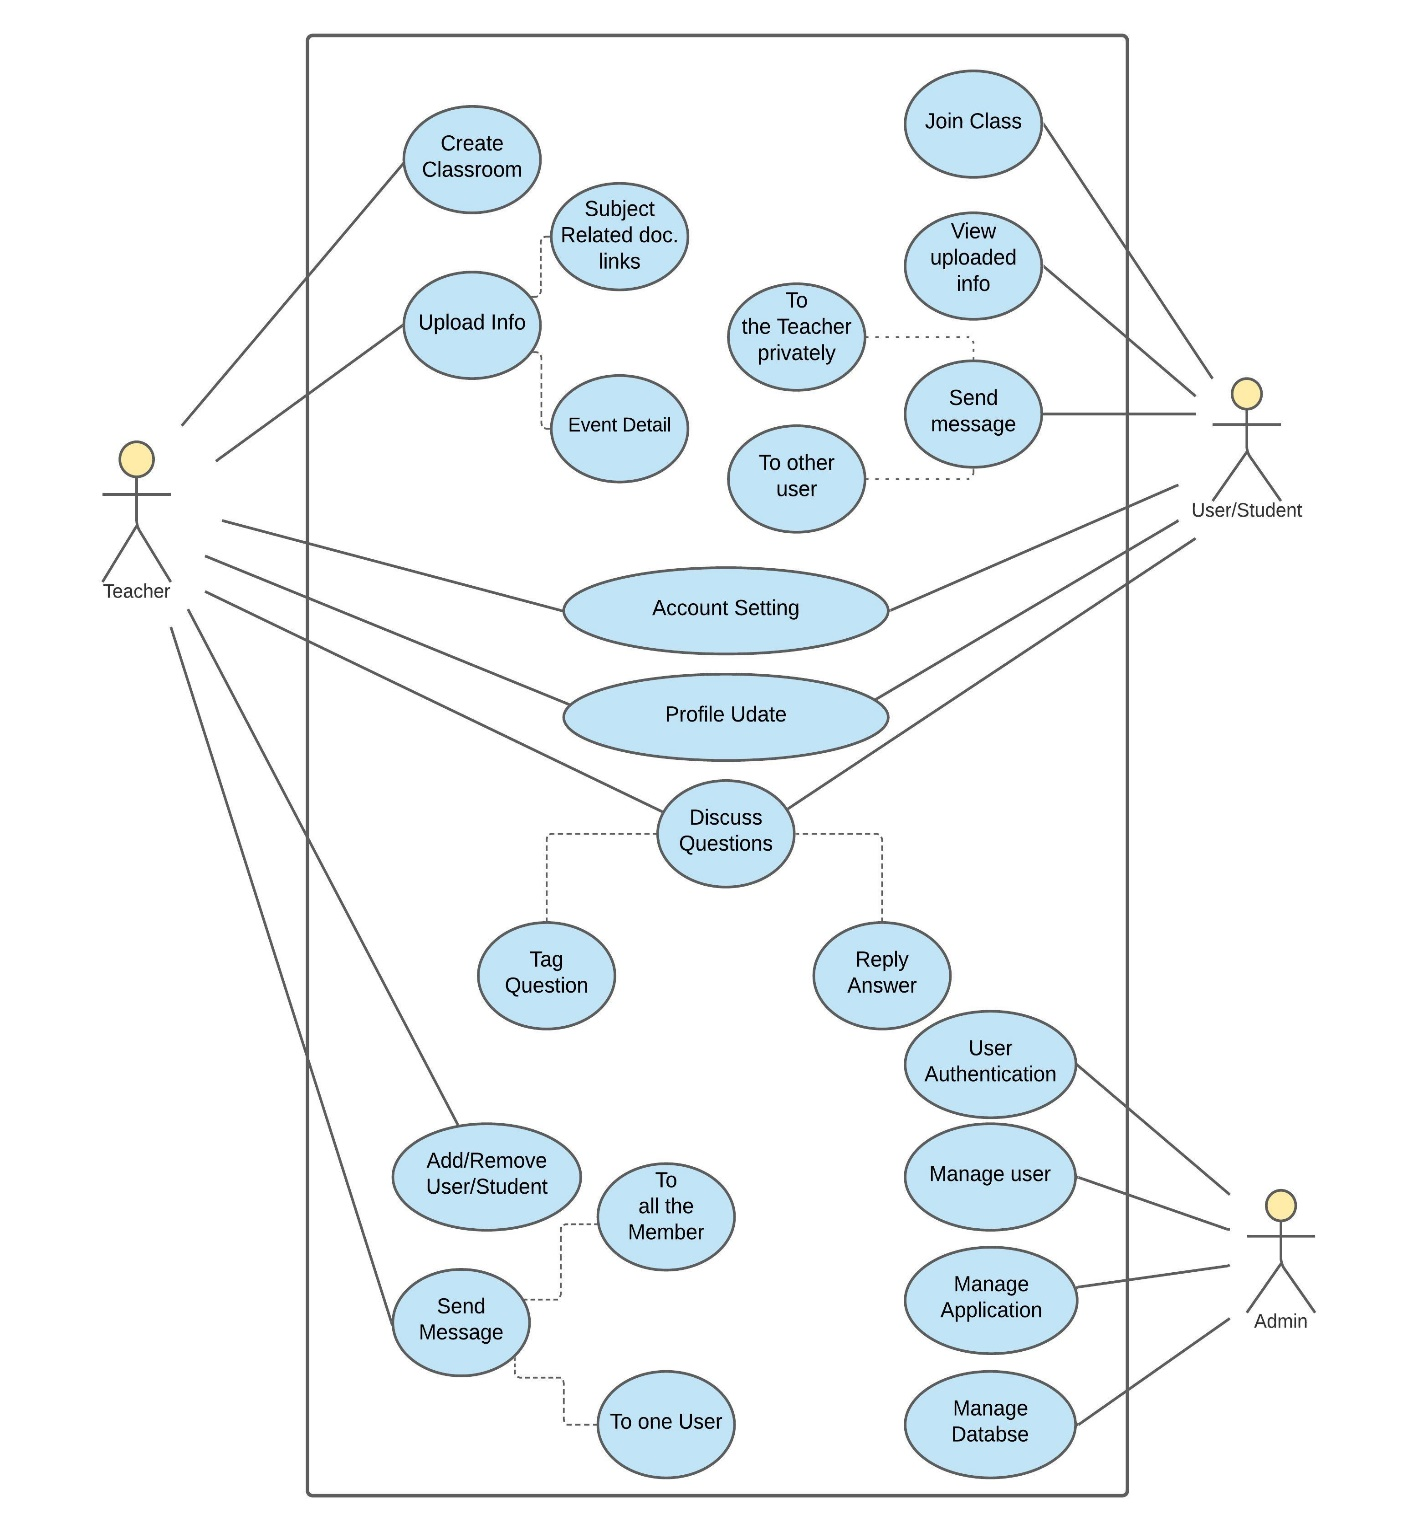 Join Class
Create
Classroom
Subject
Related doc.
links
View
uploaded
info
Upload Info
To
the Teacher
privately
Event Detail
Send
message
To other
user
User/Student
Teacher
Account Setting
Profile Udate
Discuss
Questions
Tag
Question
Reply
Answer
User
Authentication
Add/Remove
User/Student
Manage user
To
all the
Member
Manage
Application
Send
Message
Admin
To one User
Manage
Databse